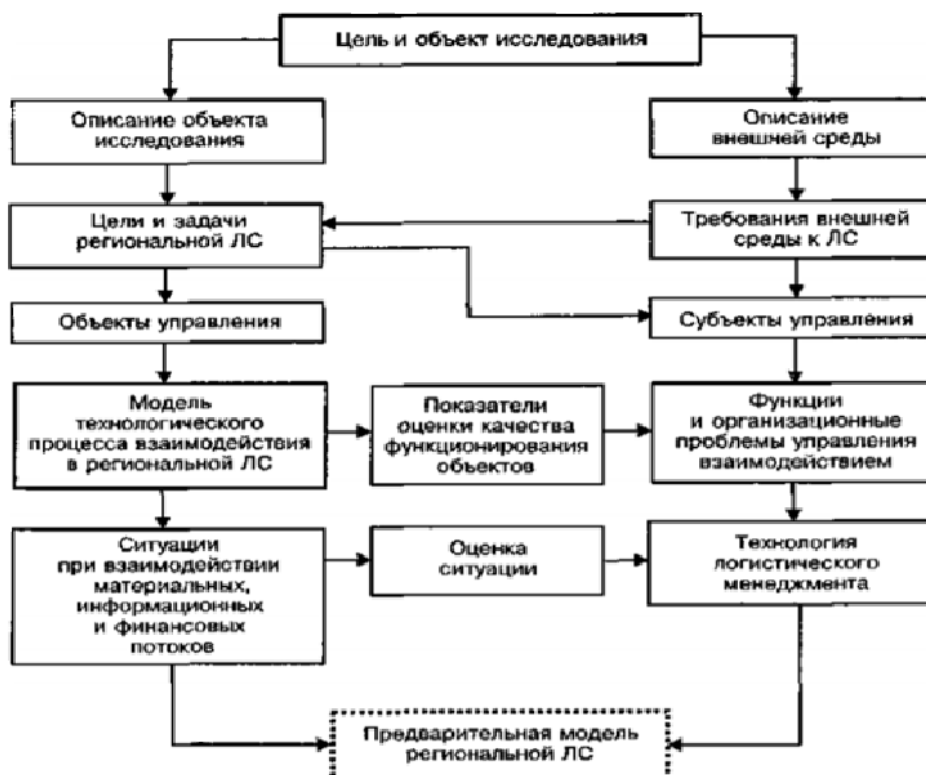 Цель и объект исследования
Описание объекта
исследования
Описание
внешней среды
Цели и задачи
региональной ЛС
Требования внешней
среды к ЛС
Объекты управления
Субъекты управления
Модель
технологического
процесса взаимодействия
в региональной ЛС
Показатели
оценки качества
функционирования
объектов
Функции
и организационные
проблемы управления
взаимодействием
Ситуации
при взаимодействии
материальных,
информационных
и финансовых
потоков
Оценка
ситуации
Технология
логистического
менеджмента
Предварительная модель
региональной ЛС